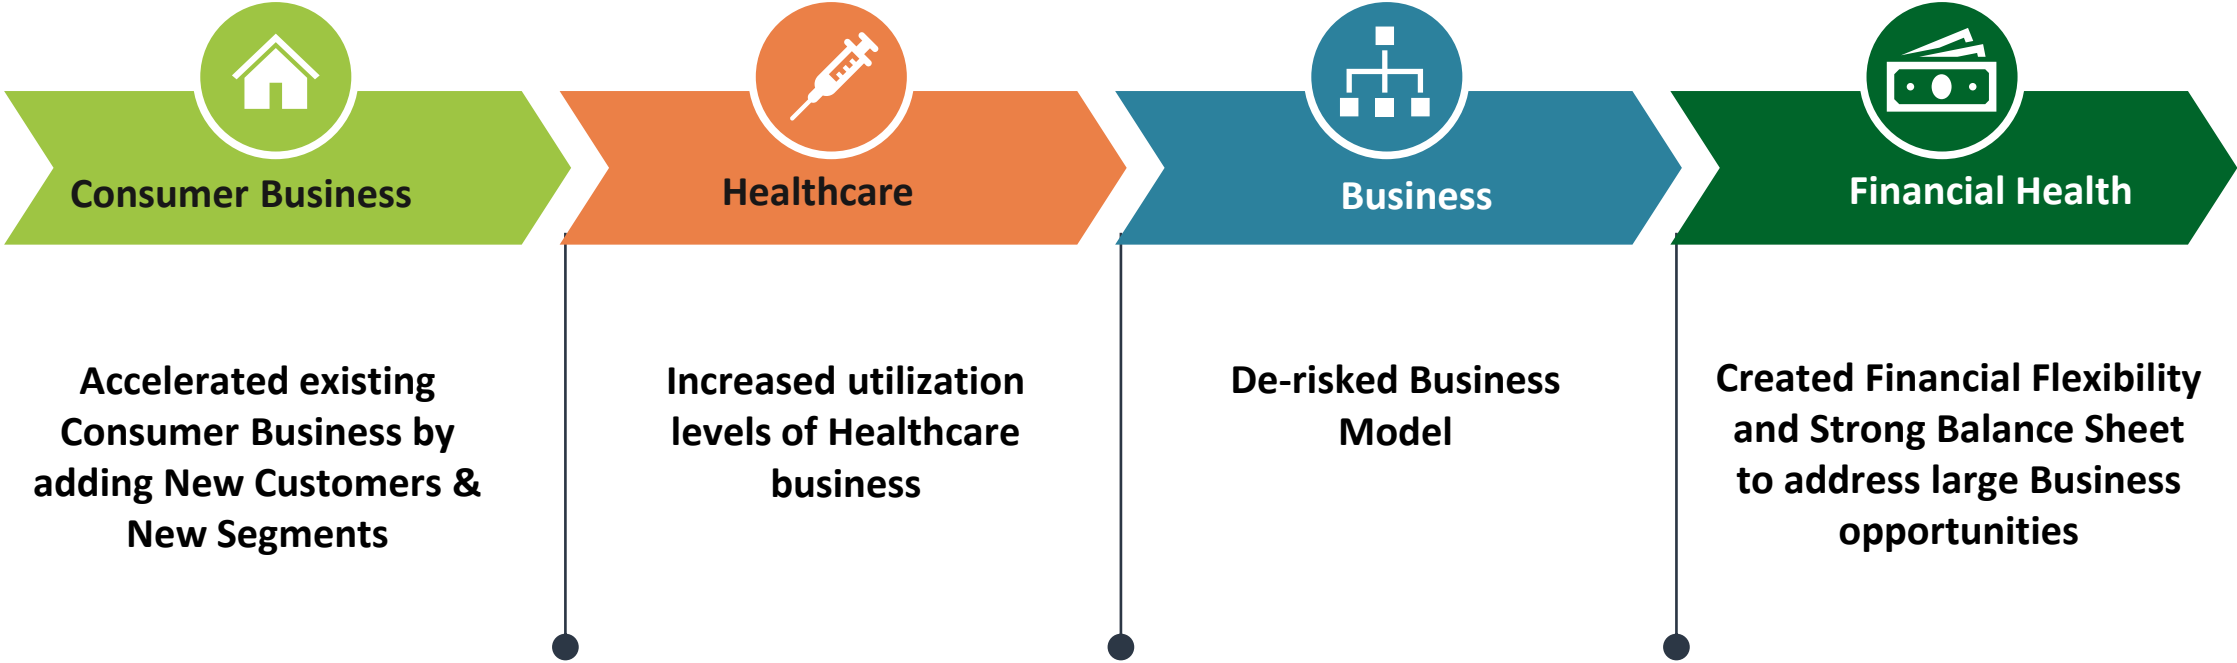 Consumer Business
Healthcare
Business
Financial Health
Accelerated existing
Consumer Business by
adding New Customers &
New Segments
Increased utilization
levels of Healthcare
business
De-risked Business
Model
Created Financial Flexibility
and Strong Balance Sheet
to address large Business
opportunities